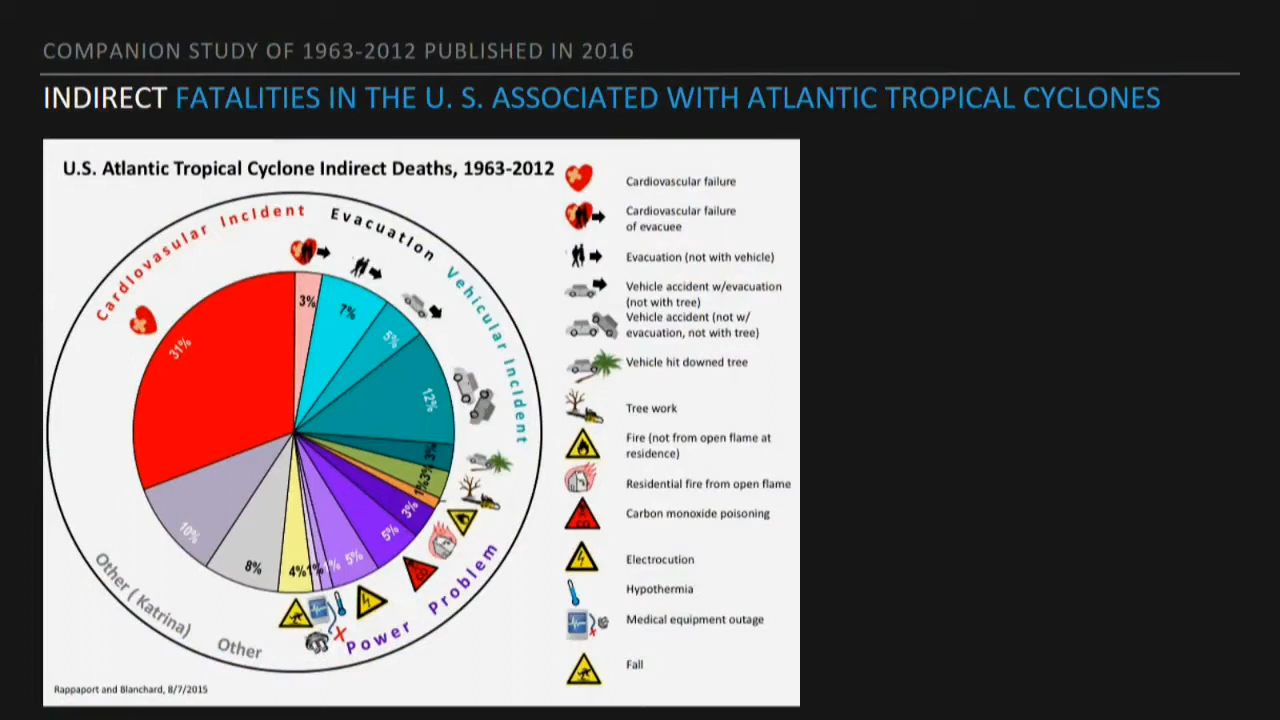 COMPANION STUDY OF 1963-2012 PUBLISHED IN 2016
INDIRECT FATALITIES IN THE U. S. ASSOCIATED WITH ATLANTIC TROPICAL CYCLONES
U.S. Atlantic Tropical Cyclone Indirect Deaths, 1963-2012
Cardiovasular Incident
Evacuation
Vehicular Incident
Power Problem
Other
Other ( Katrina)
31%
3%
7%
5%
12%
3%
3%
1%
3%
5%
5%
1%
1%
4%
8%
10%
CO
X
Cardiovascular failure
Cardiovascular failure
of evacuee
Evacuation (not with vehicle)
Vehicle accident w/evacuation
(not with tree)
Vehicle accident (not w/
evacuation, not with tree)
Vehicle hit downed tree
Tree work
Fire (not from open flame at
residence)
Residential fire from open flame
Carbon monoxide poisoning
CO
Electrocution
Hypothermia
Medical equipment outage
x
Fall
Rappaport and Blanchard, 8/7/2015